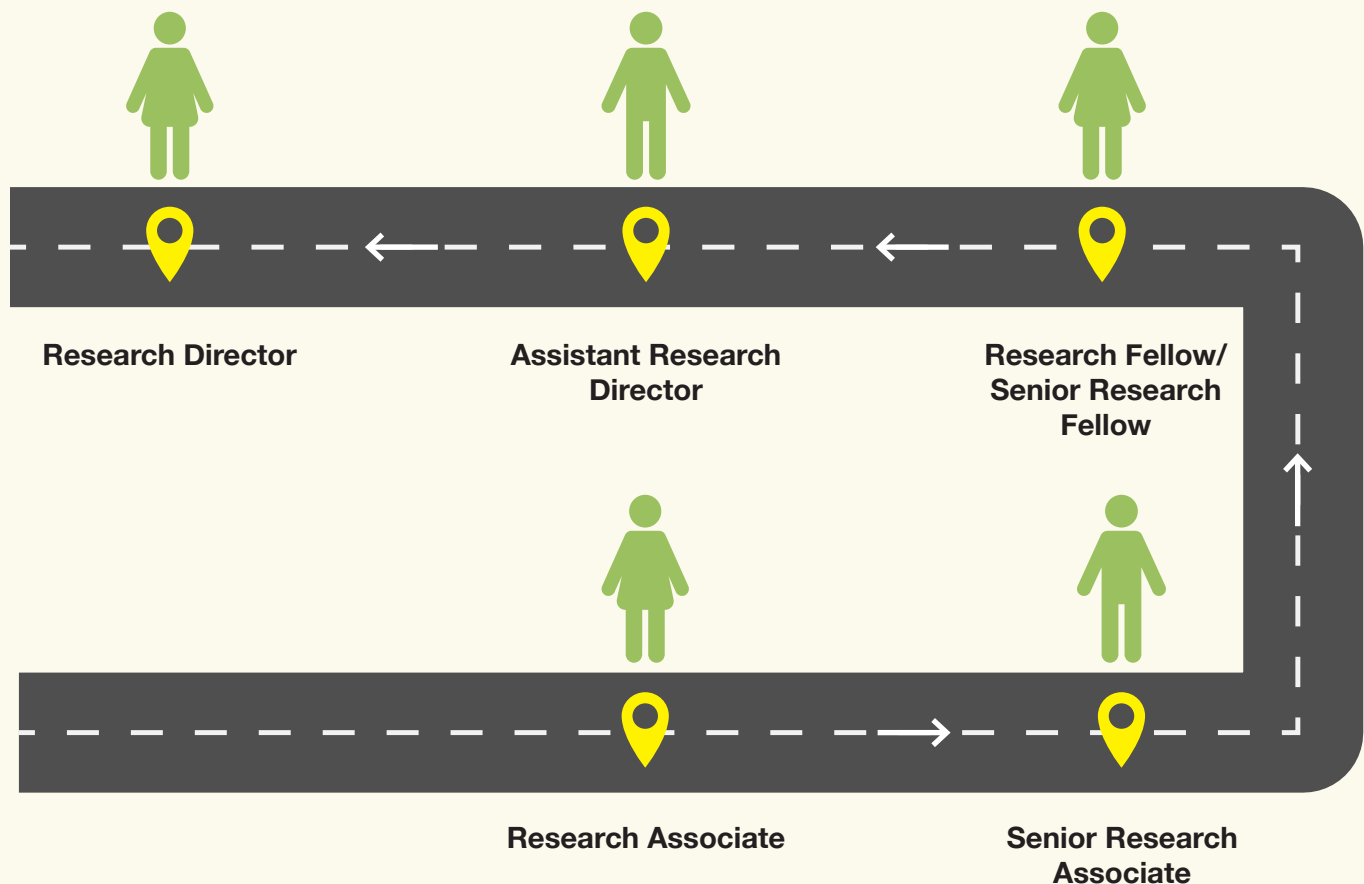 Research Director
Assistant Research
Director
Research Fellow/
Senior Research
Fellow
Research Associate
Senior Research
Associate